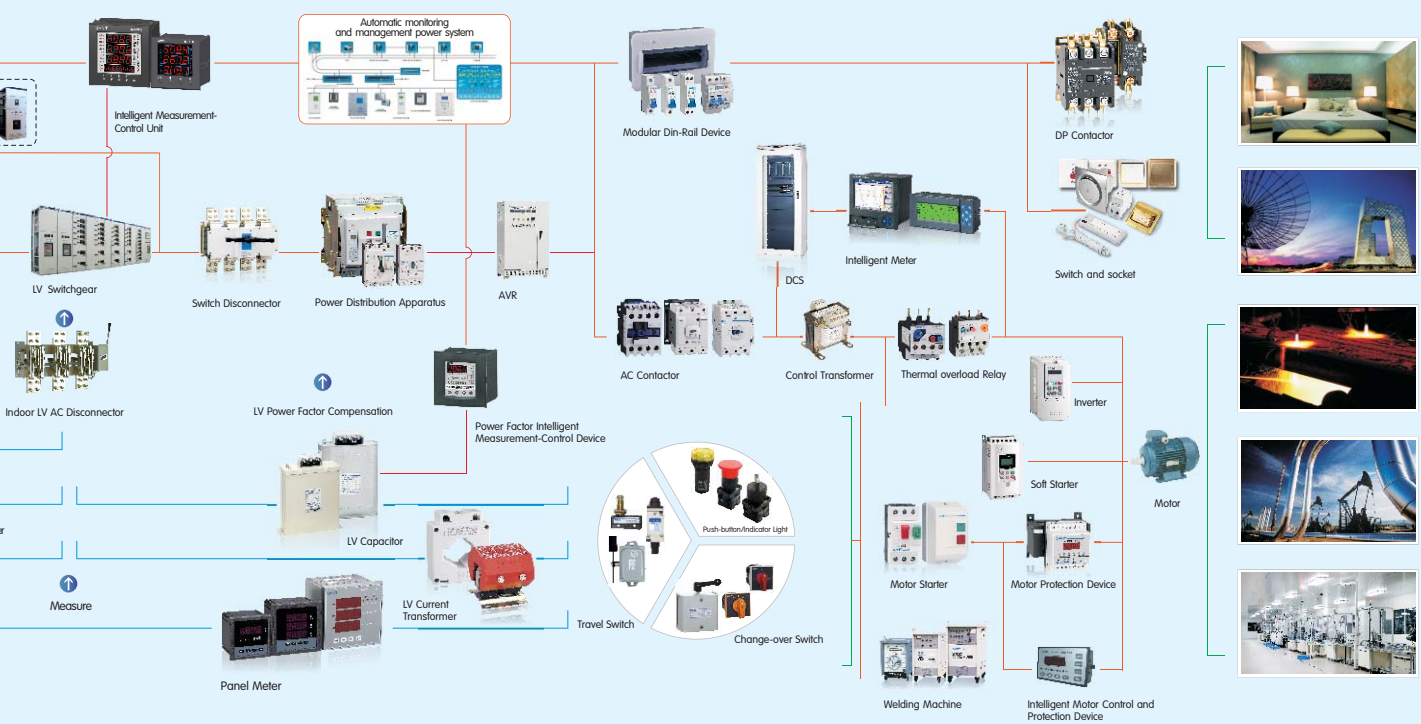 Automatic monitoring
and management power system
Intelligent Measurement-
Control Unit
Modular Din-Rail Device
DP Contactor
LV Switchgear
Switch Disconnector
Power Distribution Apparatus
AVR
DCS
Intelligent Meter
Switch and socket
Indoor LV AC Disconnector
LV Power Factor Compensation
Power Factor Intelligent
Measurement-Control Device
AC Contactor
Control Transformer
Thermal overload Relay
Inverter
Soft Starter
Motor
LV Capacitor
Push-button/Indicator Light
Motor Starter
Motor Protection Device
Measure
LV Current
Transformer
Travel Switch
Change-over Switch
Panel Meter
Welding Machine
Intelligent Motor Control and
Protection Device